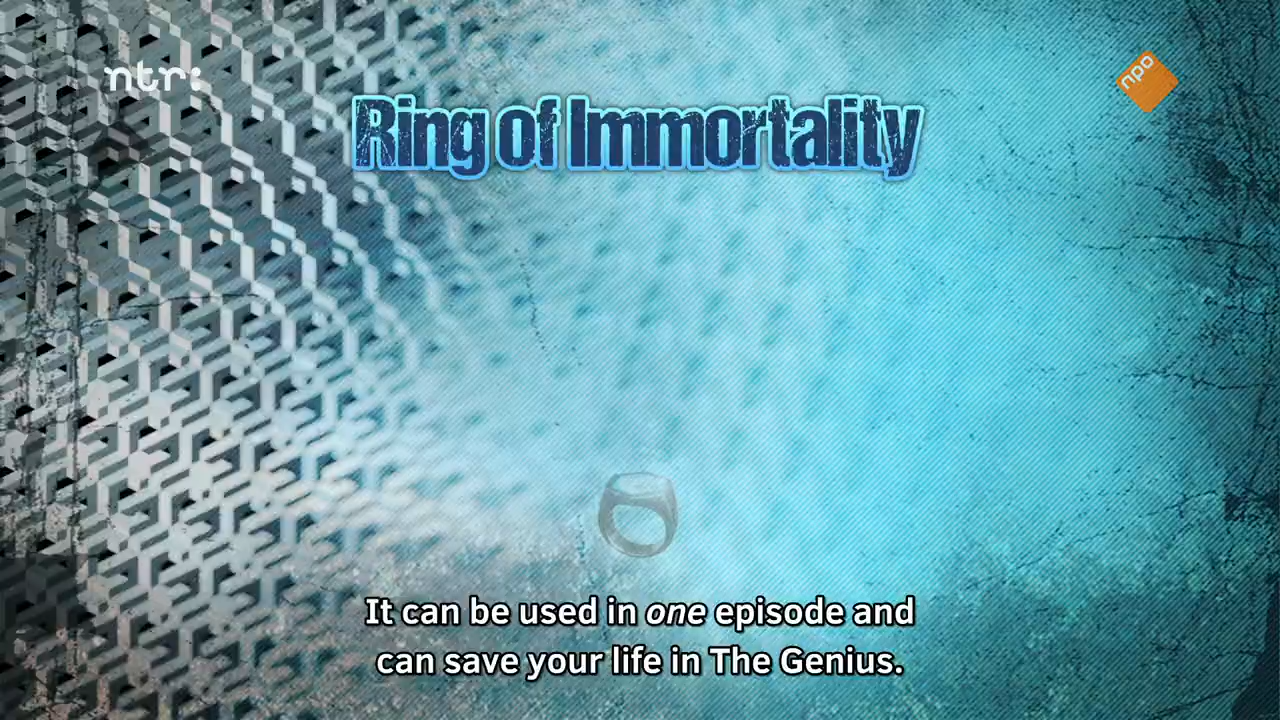 ntr:
npo
Ring of Immortality
It can be used in one episode and
can save your life in The Genius.